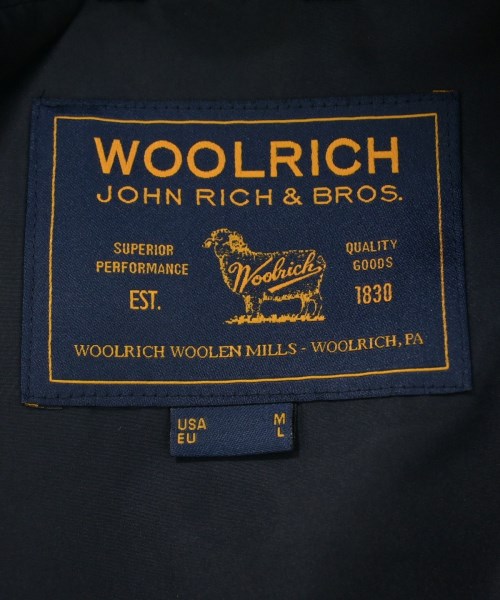 WOOLRICH
JOHN RICH & BROS.
SUPERIOR
PERFORMANCE
EST.
Woolrich
QUALITY
GOODS
1830
WOOLRICH WOOLEN MILLS - WOOLRICH, PA
USA M
EU L